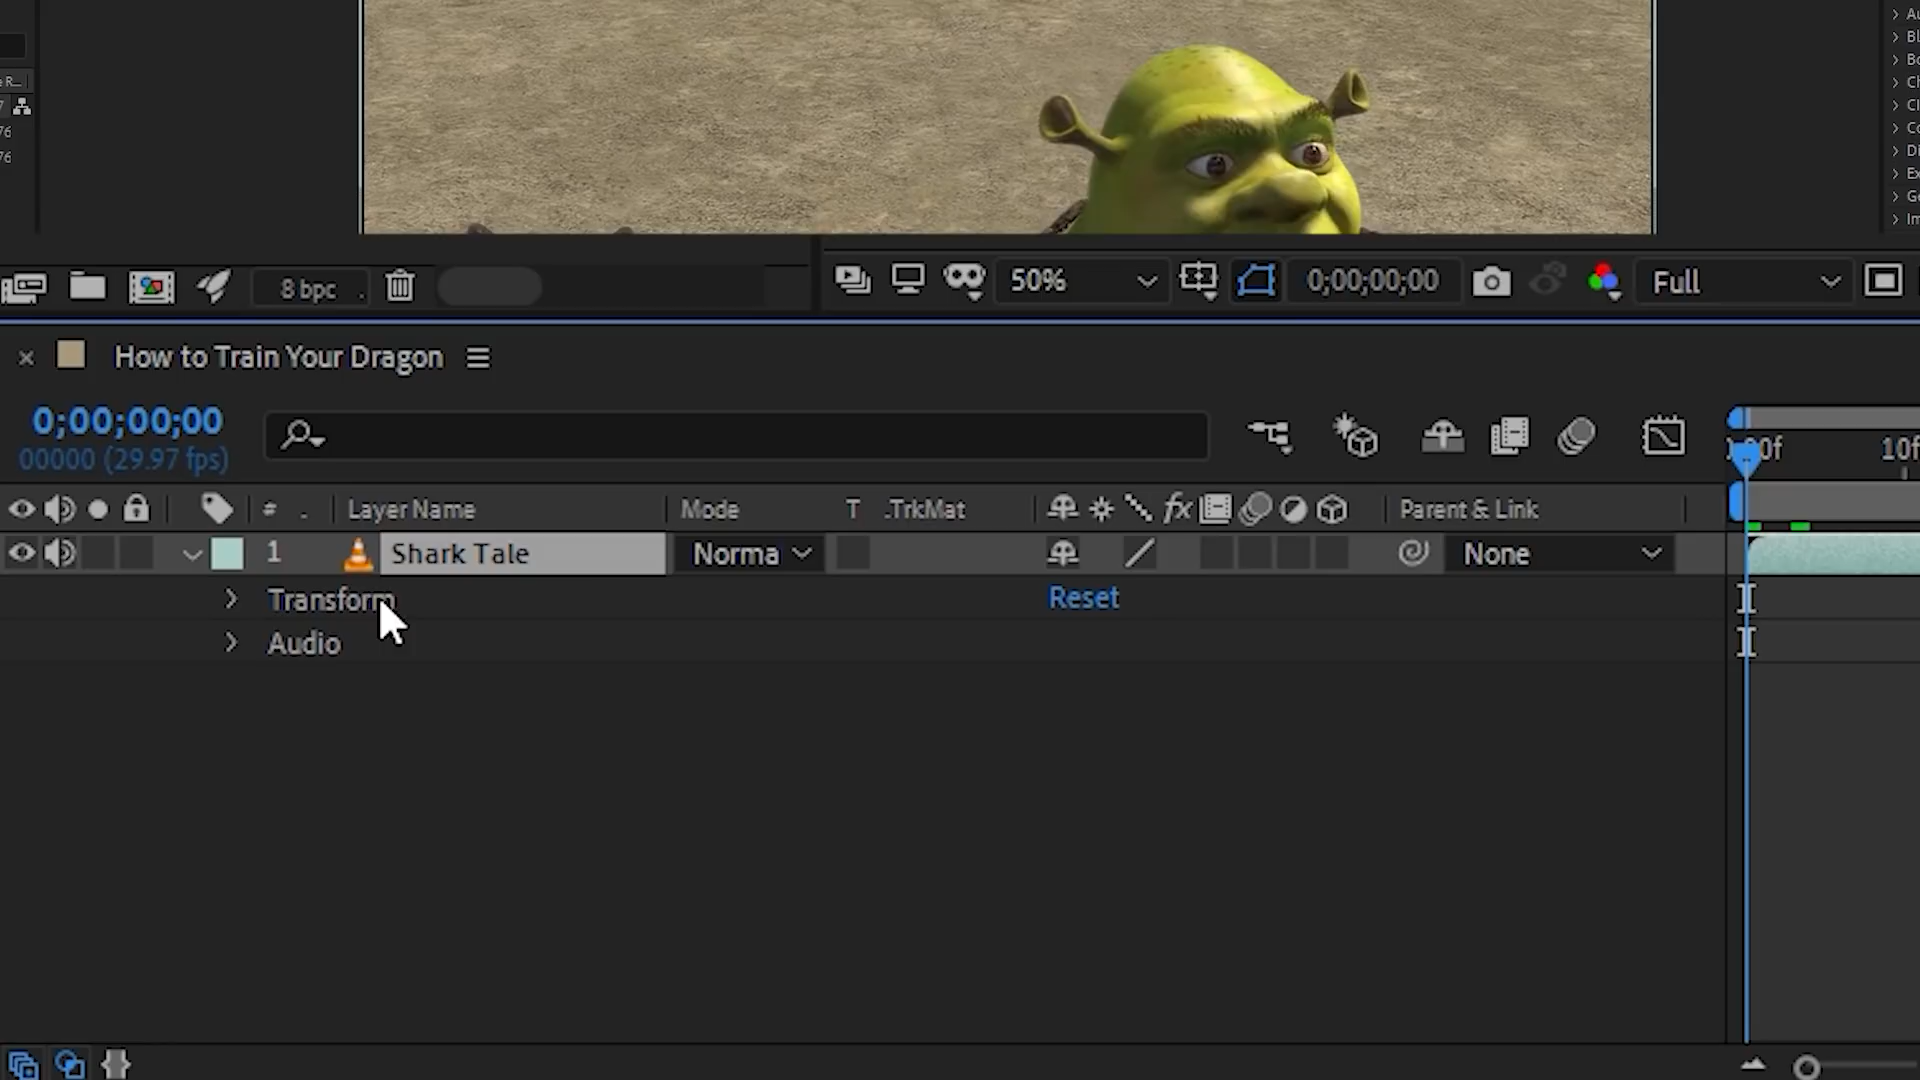 8 bpc
50%
0;00;00;00
Full
How to Train Your Dragon
0;00;00;00
00000 (29.97 fps)
10f
# . Layer Name Mode T .TrkMat fx Parent & Link
1 Shark Tale Norma None
Transform Reset
Audio